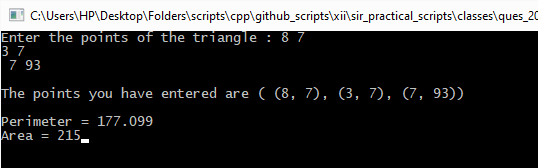 C:\Users\HP\Desktop\Folders\scripts\cpp\github_scripts\xii\sir_practical_scripts\classes\ques_20
Enter the points of the triangle : 8 7
3 7
 7 93
The points you have entered are ( (8, 7), (3, 7), (7, 93))
Perimeter = 177.099
Area = 215